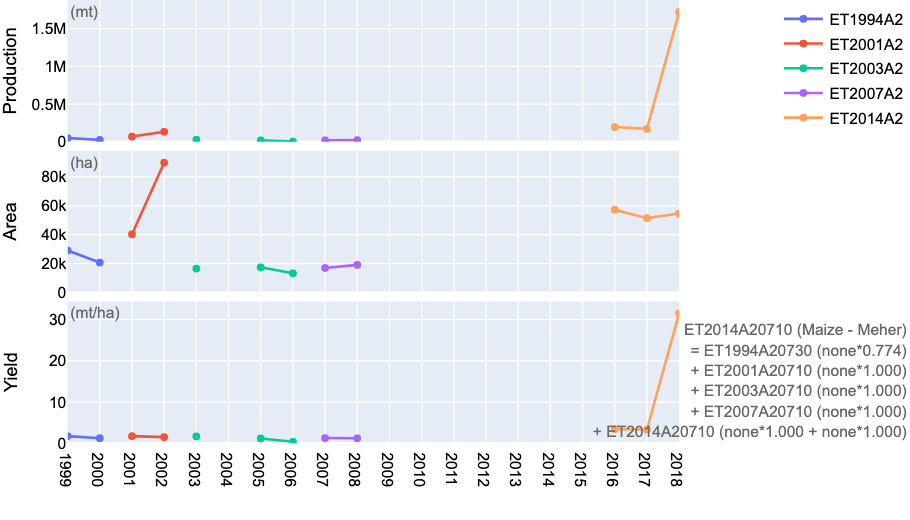 (mt)
Production
1.5M
1M
0.5M
0
ET1994A2
ET2001A2
ET2003A2
ET2007A2
ET2014A2
(ha)
Area
80k
60k
40k
20k
0
(mt/ha)
Yield
30
20
10
0
ET2014A20710 (Maize - Meher)
= ET1994A20730 (none*0.774)
+ ET2001A20710 (none*1.000)
+ ET2003A20710 (none*1.000)
+ ET2007A20710 (none*1.000)
+ ET2014A20710 (none*1.000 + none*1.000)
1999
2000
2001
2002
2003
2004
2005
2006
2007
2008
2009
2010
2011
2012
2013
2014
2015
2016
2017
2018